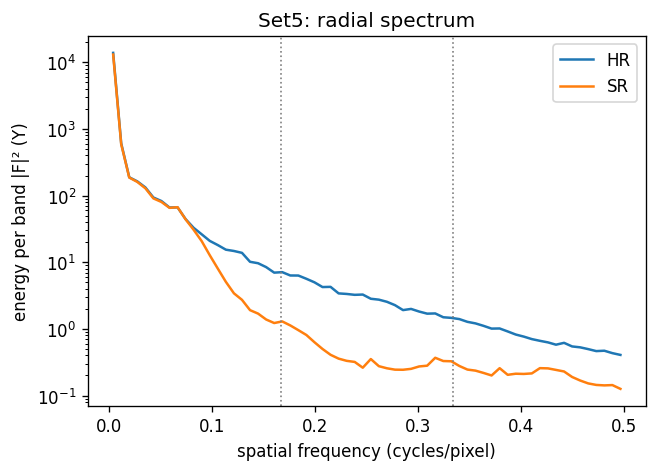 Set5: radial spectrum
HR
SR
energy per band |F|² (Y)
10⁴
10³
10²
10¹
10⁰
10⁻¹
0.0 0.1 0.2 0.3 0.4 0.5
spatial frequency (cycles/pixel)